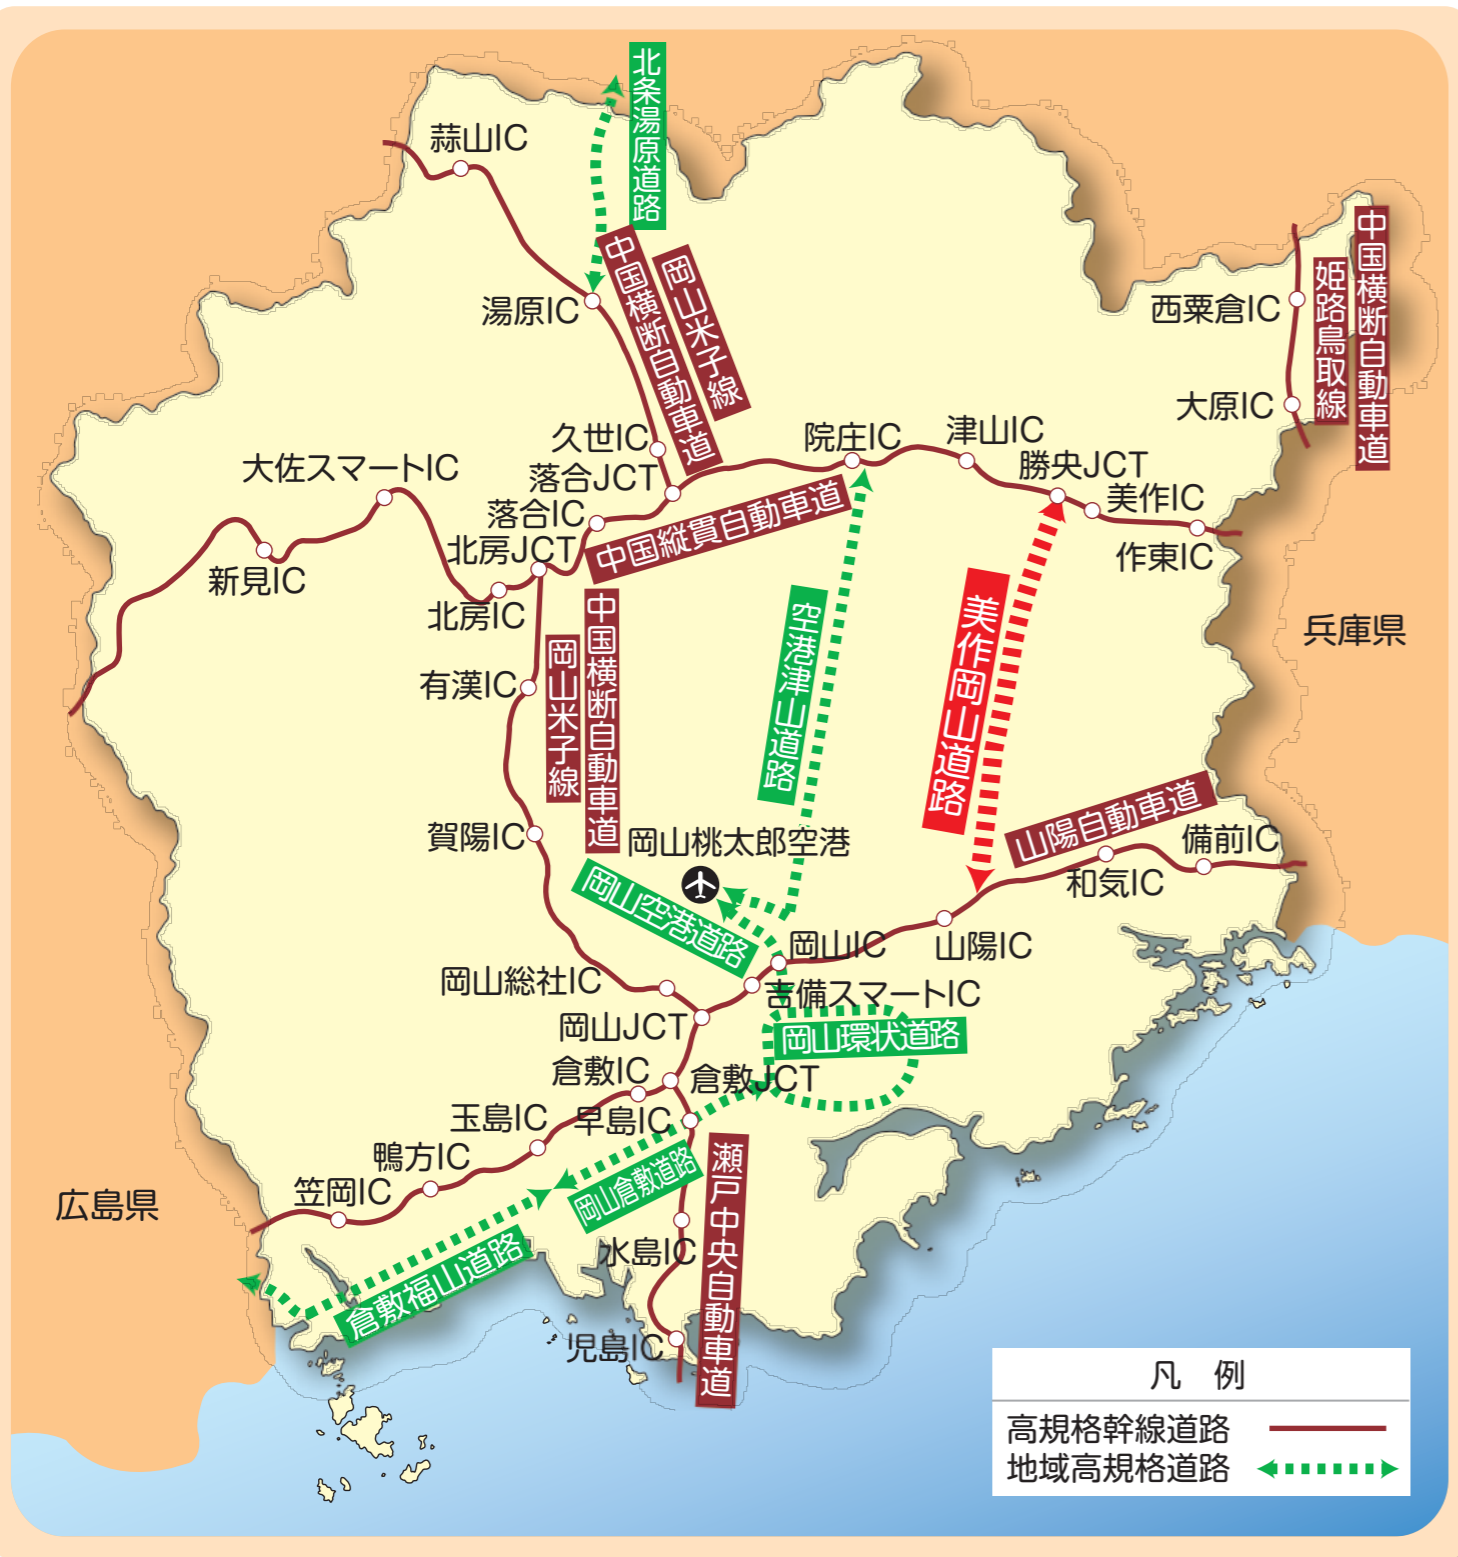 北条湯原道路
蒜山IC
中国横断自動車道
岡山米子線
湯原IC
中国横断自動車道
姫路鳥取線
西粟倉IC
大原IC
久世IC
院庄IC
津山IC
大佐スマートIC
落合JCT
勝央JCT
美作IC
落合IC
中国縦貫自動車道
北房JCT
作東IC
新見IC
北房IC
中国横断自動車道
岡山米子線
空港津山道路
美作岡山道路
兵庫県
有漢IC
山陽自動車道
賀陽IC
岡山桃太郎空港
備前IC
和気IC
岡山空港道路
岡山IC
山陽IC
岡山総社IC
吉備スマートIC
岡山JCT
岡山環状道路
倉敷IC
倉敷JCT
玉島IC
早島IC
鴨方IC
岡山倉敷道路
瀬戸中央自動車道
笠岡IC
広島県
水島IC
倉敷福山道路
児島IC
凡 例
高規格幹線道路
地域高規格道路